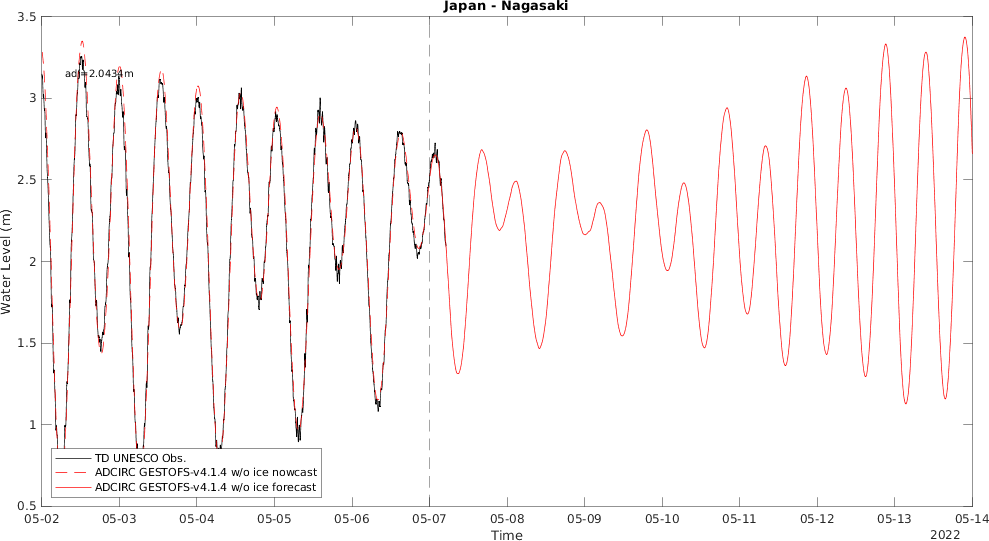 Japan - Nagasaki
3.5
3
2.5
2
1.5
1
0.5
Water Level (m)
adj=2.0434m
TD UNESCO Obs.
ADCIRC GESTOFS-v4.1.4 w/o ice nowcast
ADCIRC GESTOFS-v4.1.4 w/o ice forecast
05-02 05-03 05-04 05-05 05-06 05-07 05-08 05-09 05-10 05-11 05-12 05-13 05-14
Time
2022